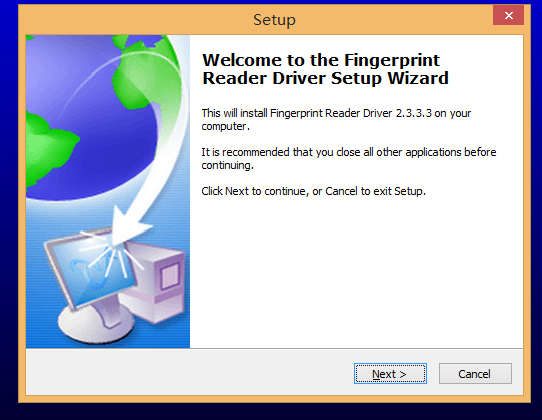 Setup
Welcome to the Fingerprint
Reader Driver Setup Wizard
This will install Fingerprint Reader Driver 2.3.3.3 on your
computer.
It is recommended that you close all other applications before
continuing.
Click Next to continue, or Cancel to exit Setup.
Next >
Cancel